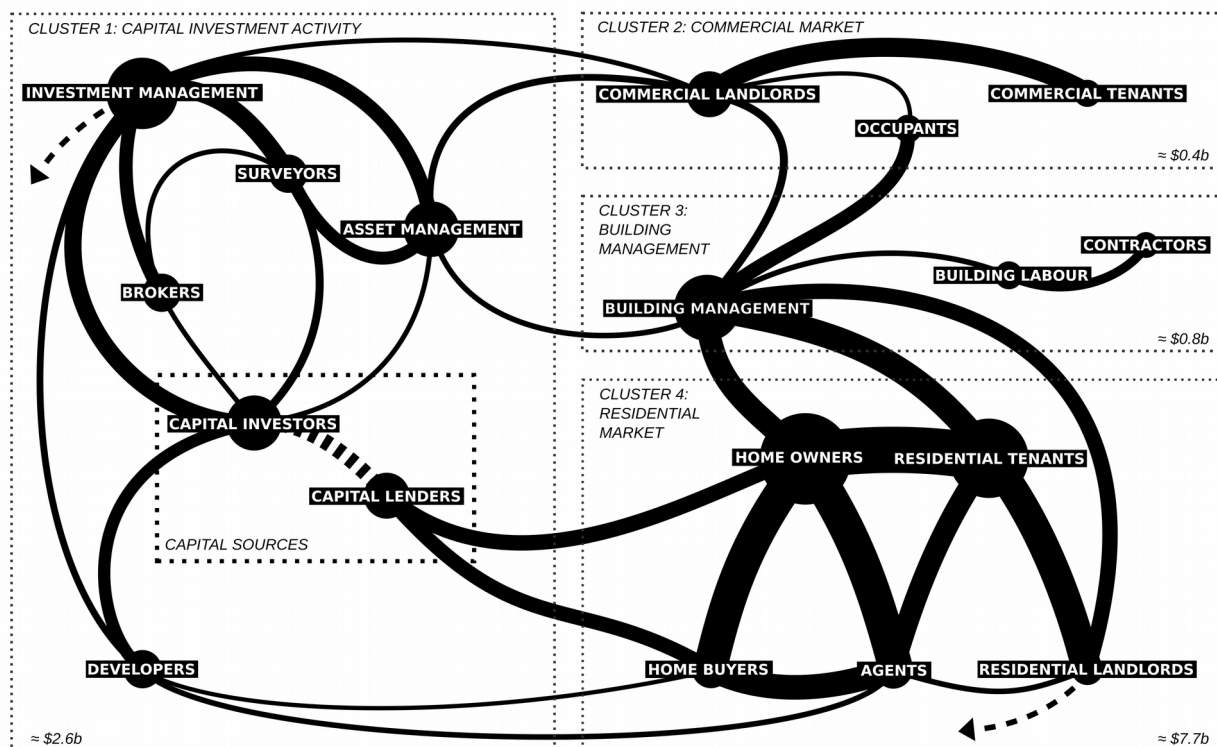 CLUSTER 1: CAPITAL INVESTMENT ACTIVITY
INVESTMENT MANAGEMENT
SURVEYORS
ASSET MANAGEMENT
BROKERS
CAPITAL INVESTORS
CAPITAL LENDERS
CAPITAL SOURCES
DEVELOPERS
≈ $2.6b
CLUSTER 2: COMMERCIAL MARKET
COMMERCIAL LANDLORDS
COMMERCIAL TENANTS
OCCUPANTS
≈ $0.4b
CLUSTER 3:
BUILDING
MANAGEMENT
CONTRACTORS
BUILDING LABOUR
BUILDING MANAGEMENT
≈ $0.8b
CLUSTER 4:
RESIDENTIAL
MARKET
HOME OWNERS
RESIDENTIAL TENANTS
HOME BUYERS
AGENTS
RESIDENTIAL LANDLORDS
≈ $7.7b